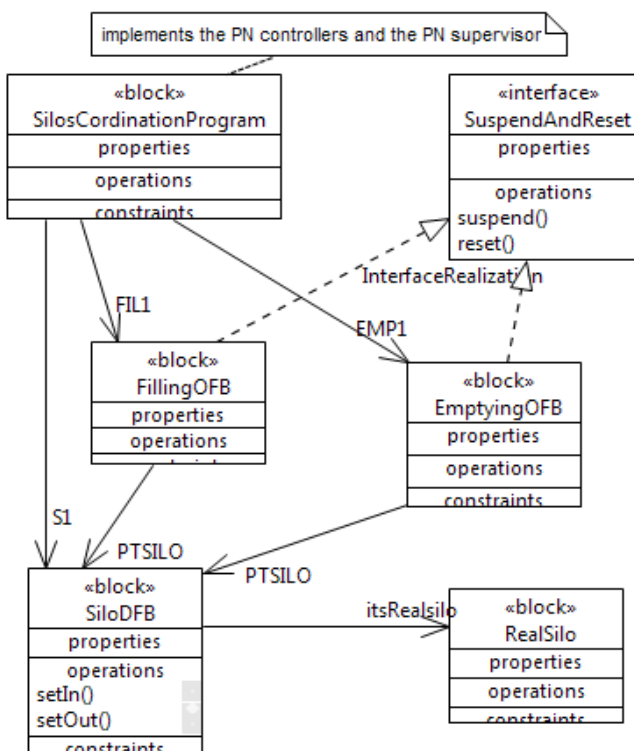 implements the PN controllers and the PN supervisor
«block»
SilosCordinationProgram
properties
operations
constraints
«interface»
SuspendAndReset
properties
operations
suspend()
reset()
InterfaceRealization
FIL1
EMP1
«block»
FillingOFB
properties
operations
«block»
EmptyingOFB
properties
operations
constraints
S1
PTSILO
PTSILO
«block»
SiloDFB
properties
operations
setIn()
setOut()
constraints
itsRealsilo
«block»
RealSilo
properties
operations
constraints